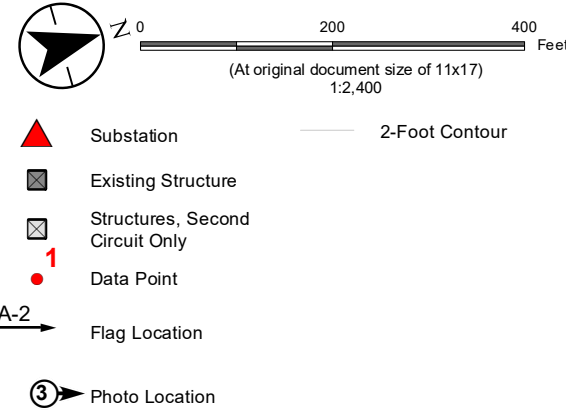 N
0 200 400
Feet
(At original document size of 11x17)
1:2,400
Substation
2-Foot Contour
Existing Structure
Structures, Second
Circuit Only
1
Data Point
A-2
Flag Location
3
Photo Location